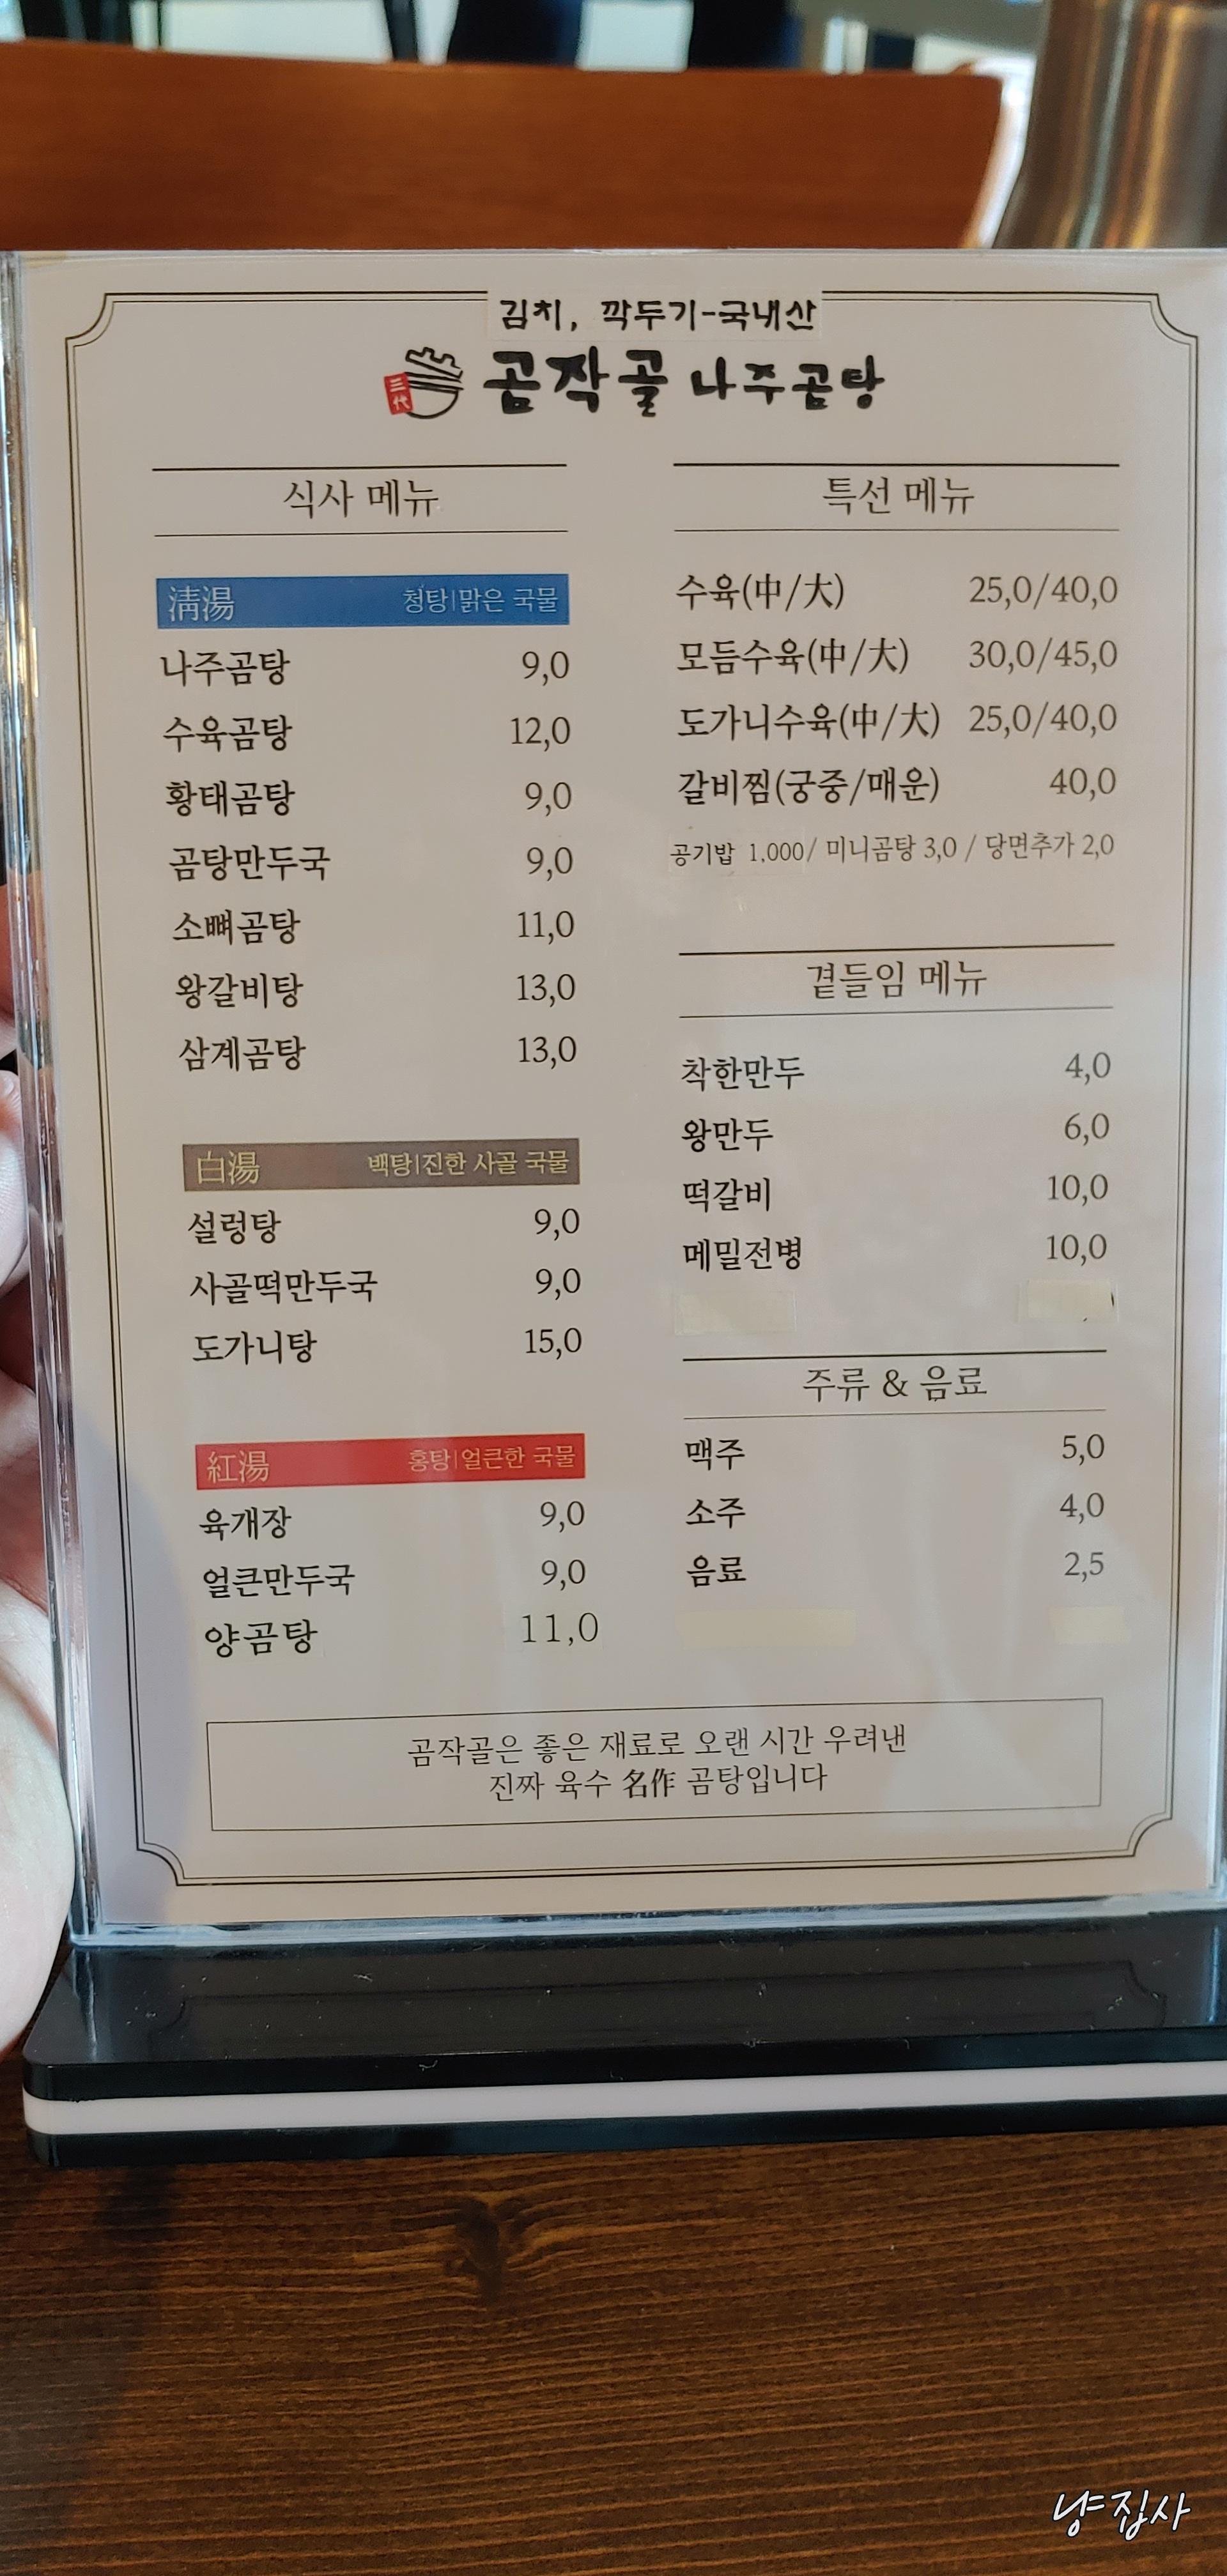 김치, 깍두기-국내산
三代
곰작골 나주곰탕
식사 메뉴
淸湯 청탕|맑은 국물
나주곰탕 9,0
수육곰탕 12,0
황태곰탕 9,0
곰탕만두국 9,0
소뼈곰탕 11,0
왕갈비탕 13,0
삼계곰탕 13,0
白湯 백탕|진한 사골 국물
설렁탕 9,0
사골떡만두국 9,0
도가니탕 15,0
紅湯 홍탕|얼큰한 국물
육개장 9,0
얼큰만두국 9,0
양곰탕 11,0
특선 메뉴
수육(中/大) 25,0/40,0
모듬수육(中/大) 30,0/45,0
도가니수육(中/大) 25,0/40,0
갈비찜(궁중/매운) 40,0
공기밥 1,000/ 미니곰탕 3,0 / 당면추가 2,0
곁들임 메뉴
착한만두 4,0
왕만두 6,0
떡갈비 10,0
메밀전병 10,0
주류 & 음료
맥주 5,0
소주 4,0
음료 2,5
곰작골은 좋은 재료로 오랜 시간 우려낸
진짜 육수 名作 곰탕입니다
냥집사